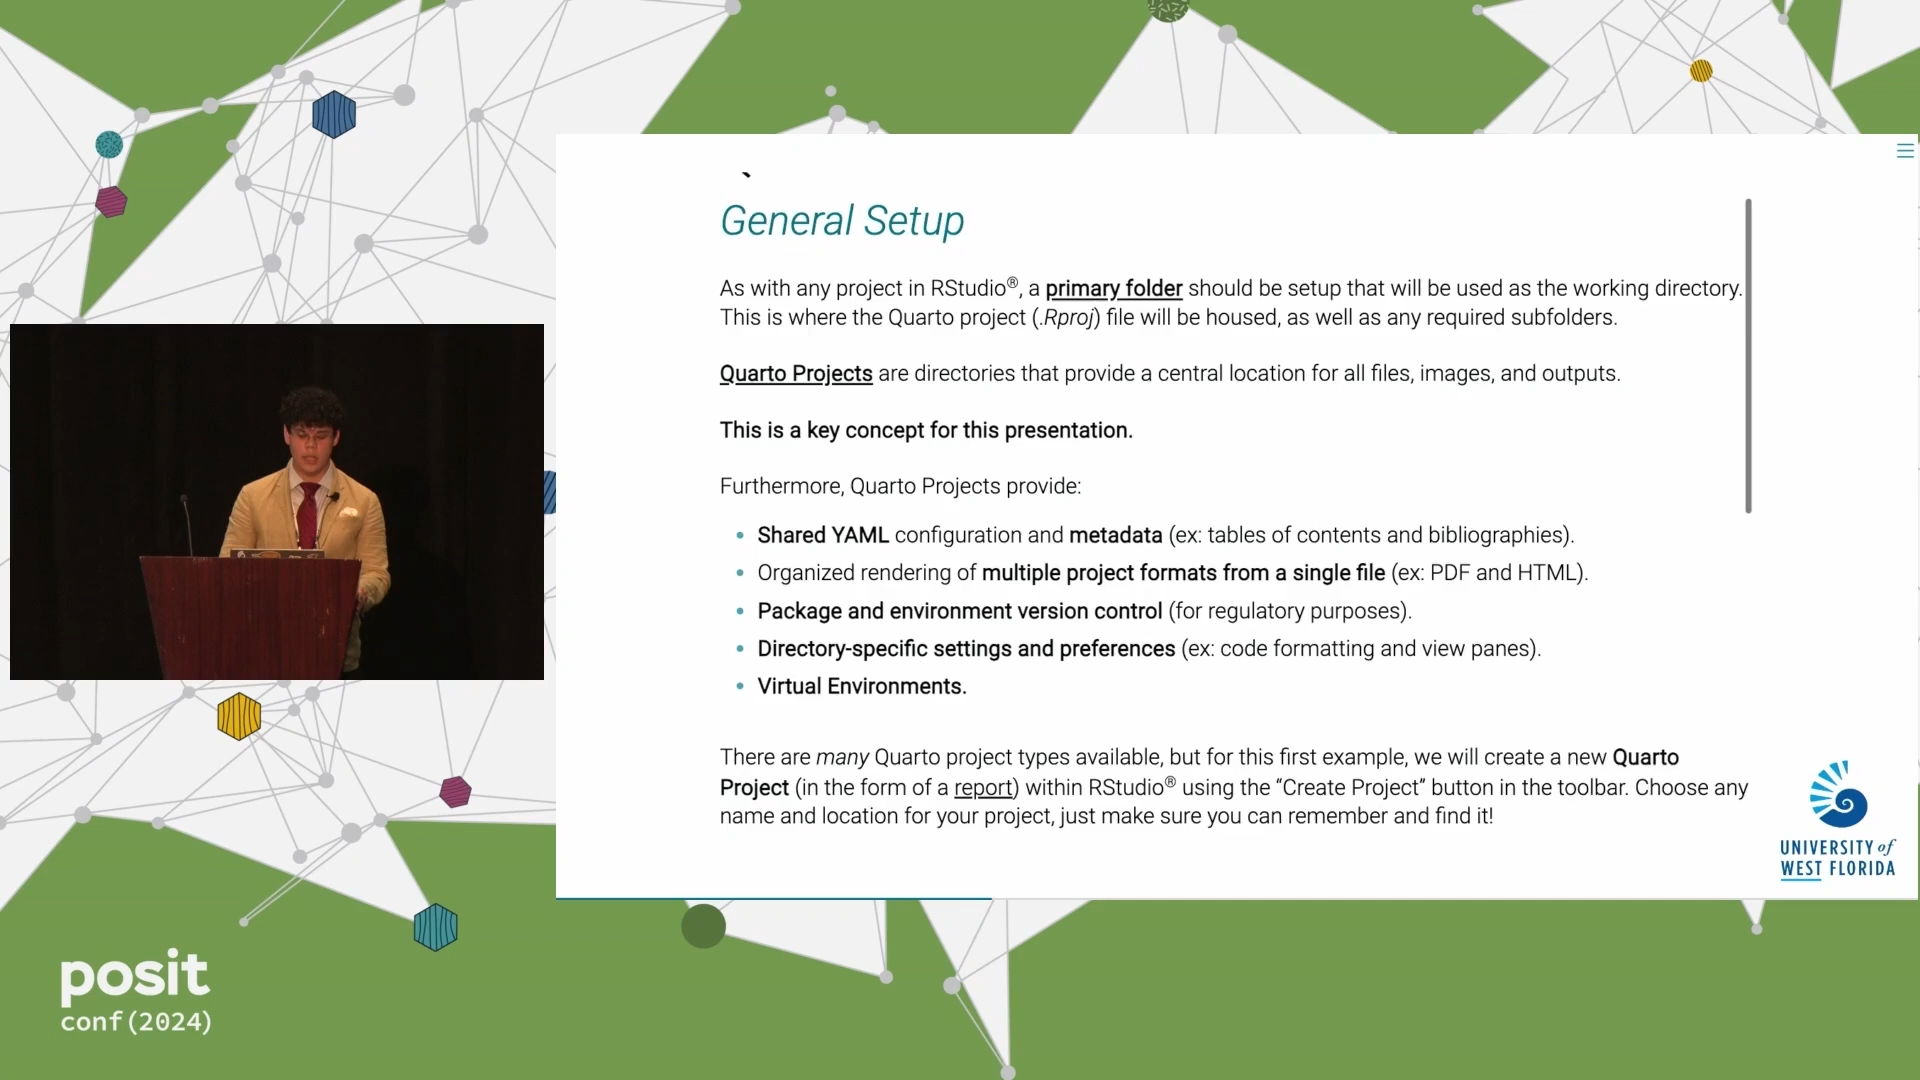 General Setup
As with any project in RStudio®, a primary folder should be setup that will be used as the working directory.
This is where the Quarto project (.Rproj) file will be housed, as well as any required subfolders.
Quarto Projects are directories that provide a central location for all files, images, and outputs.
This is a key concept for this presentation.
Furthermore, Quarto Projects provide:
• Shared YAML configuration and metadata (ex: tables of contents and bibliographies).
• Organized rendering of multiple project formats from a single file (ex: PDF and HTML).
• Package and environment version control (for regulatory purposes).
• Directory-specific settings and preferences (ex: code formatting and view panes).
• Virtual Environments.
There are many Quarto project types available, but for this first example, we will create a new Quarto
Project (in the form of a report) within RStudio® using the “Create Project” button in the toolbar. Choose any
name and location for your project, just make sure you can remember and find it!
UNIVERSITY of
WEST FLORIDA
posit
conf(2024)